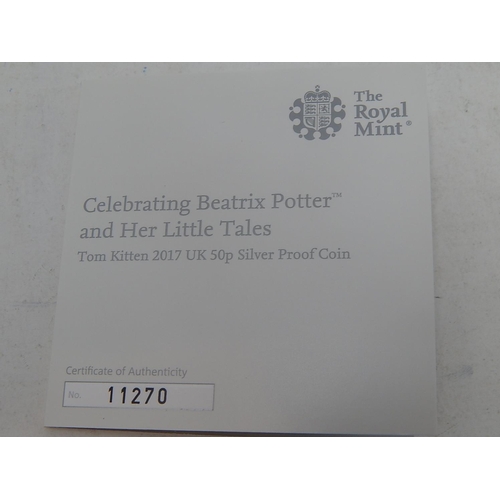 The
Royal
Mint®
Celebrating Beatrix Potter™
and Her Little Tales
Tom Kitten 2017 UK 50p Silver Proof Coin
Certificate of Authenticity
No. 11270